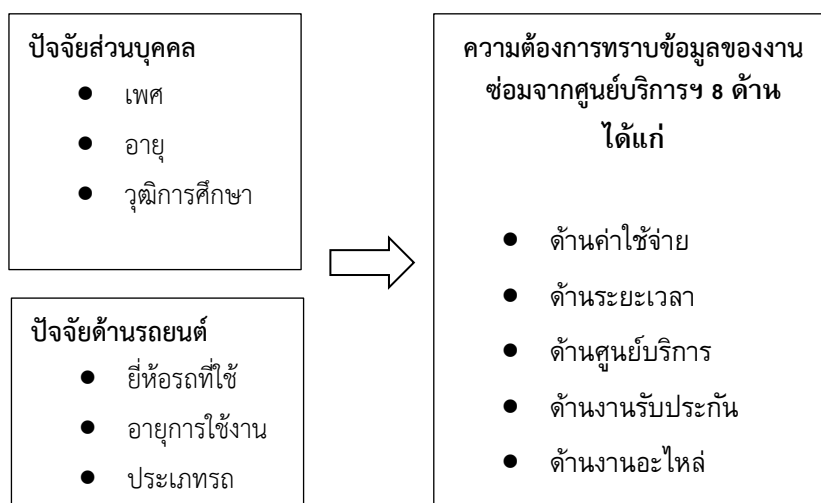 ปัจจัยส่วนบุคคล
● เพศ
● อายุ
● วุฒิการศึกษา
ปัจจัยด้านรถยนต์
● ยี่ห้อรถที่ใช้
● อายุการใช้งาน
● ประเภทรถ
ความต้องการทราบข้อมูลของงาน
ซ่อมจากศูนย์บริการฯ 8 ด้าน
ได้แก่
● ด้านค่าใช้จ่าย
● ด้านระยะเวลา
● ด้านศูนย์บริการ
● ด้านงานรับประกัน
● ด้านงานอะไหล่